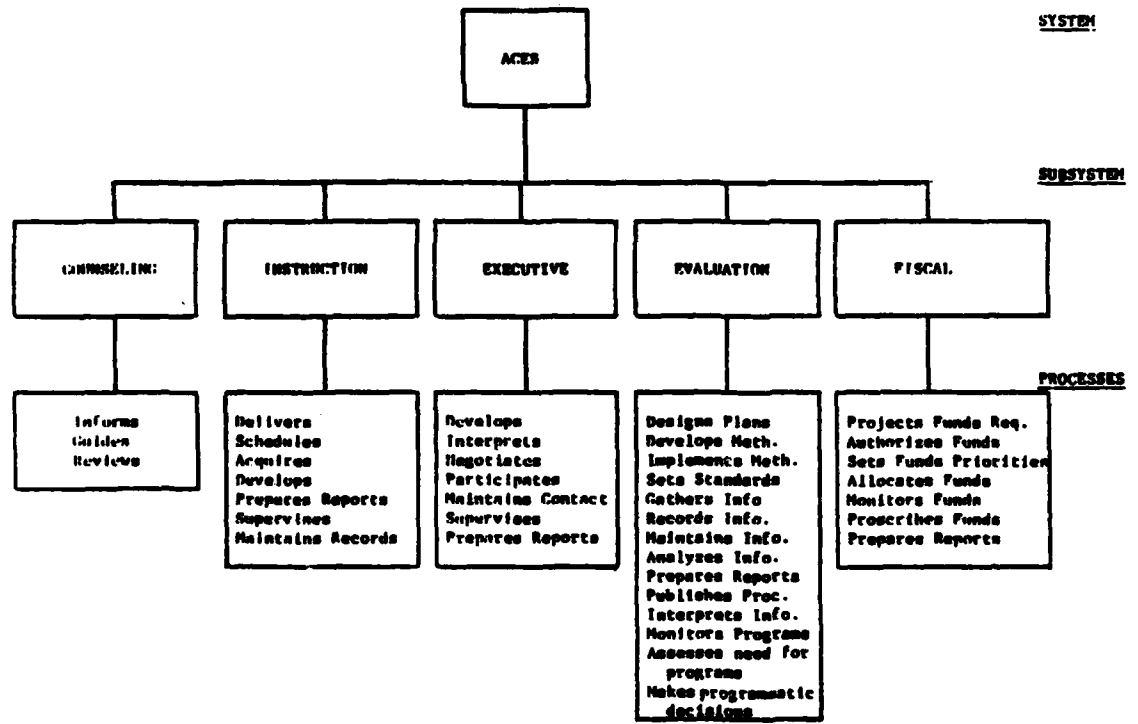 SYSTEM
ACES
SUBSYSTEM
COUNSELING
INSTRUCTION
EXECUTIVE
EVALUATION
FISCAL
PROCESSES
Informs
Guides
Reviews
Delivers
Schedules
Acquires
Develops
Prepares Reports
Supervises
Maintains Records
Develops
Interprets
Negotiates
Participates
Maintains Contact
Supervises
Prepares Reports
Designs Plans
Develops Meth.
Implements Meth.
Sets Standards
Gathers Info
Records Info.
Maintains Info.
Analyzes Info.
Prepares Reports
Publishes Proc.
Interprets Info.
Monitors Programs
Assesses need for
programs
Makes programmatic
decisions
Projects Funds Req.
Authorizes Funds
Sets Funds Priorities
Allocates Funds
Monitors Funds
Proscribes Funds
Prepares Reports